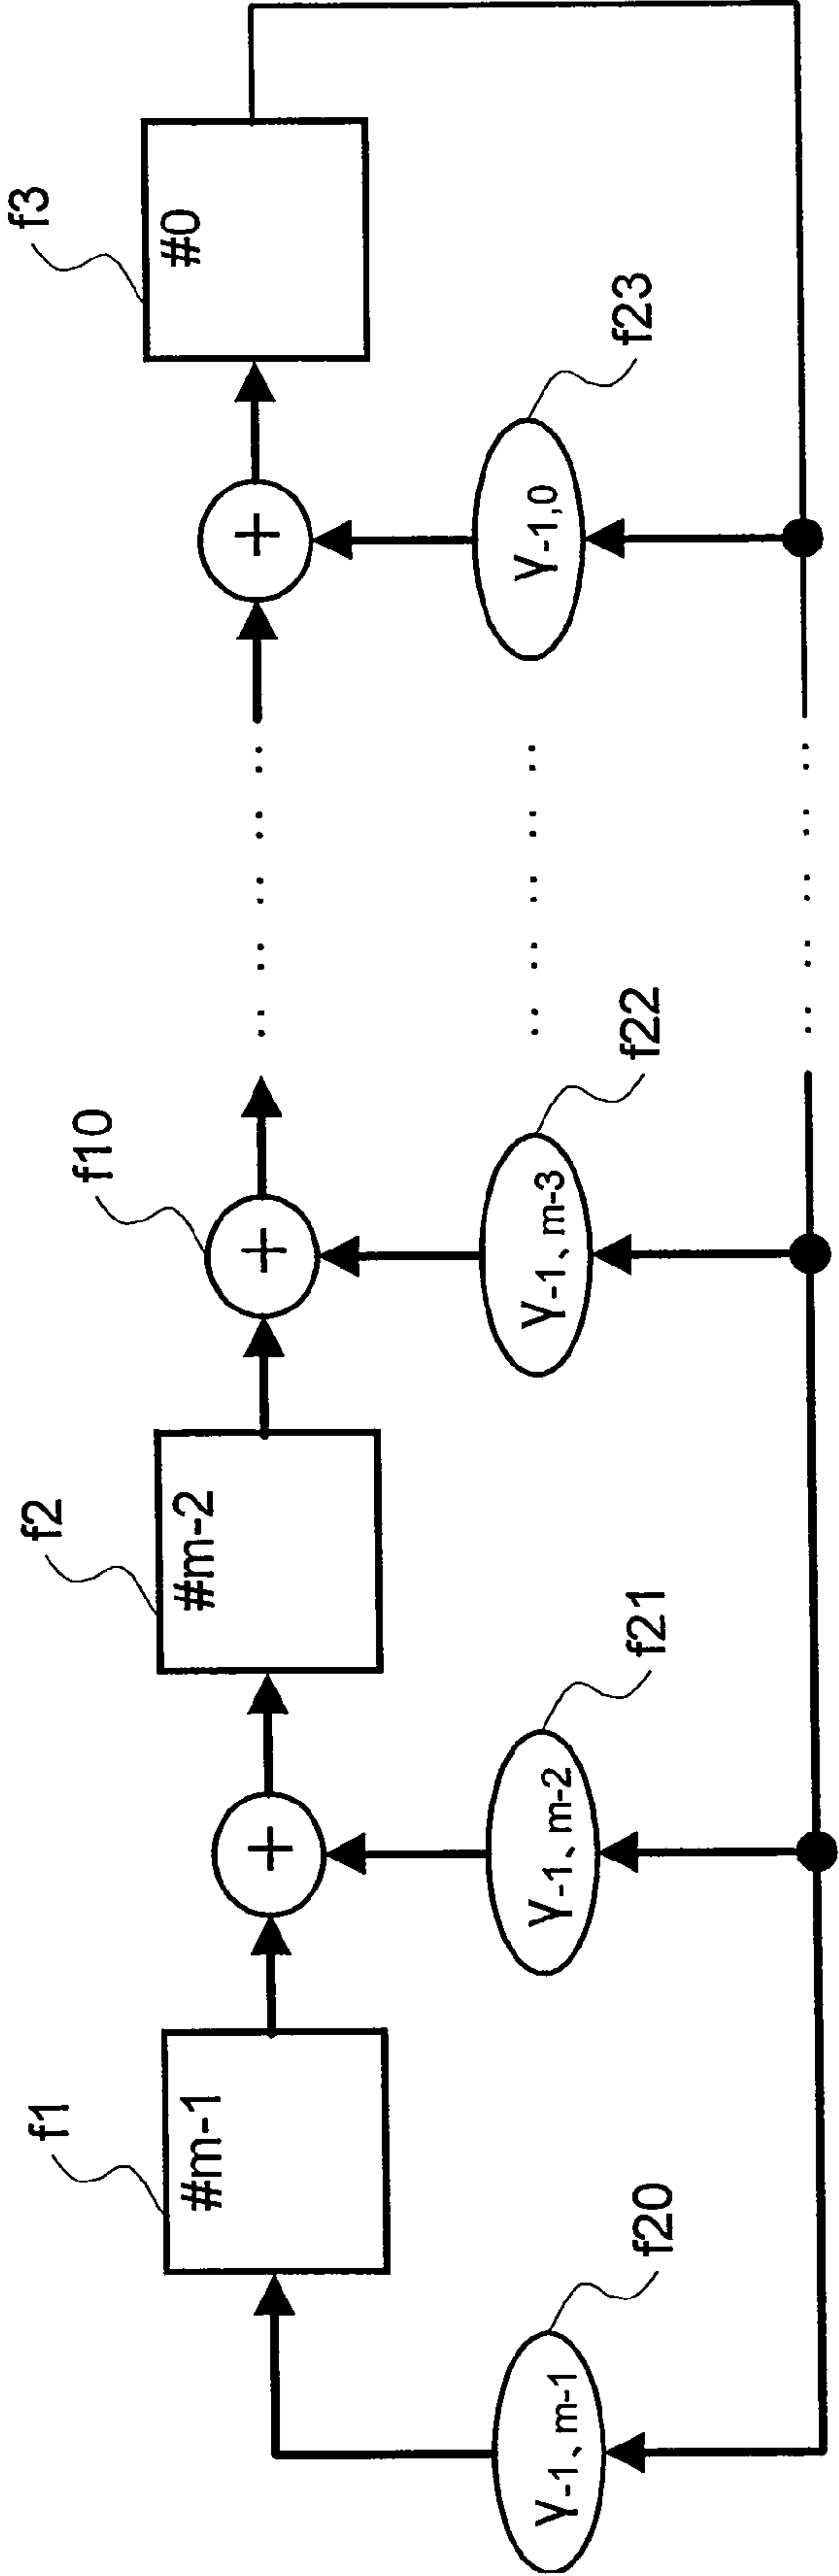 f1
f2
f10
f3
#m-1
#m-2
#0
+
+
+
γ-1、m-1
γ-1、m-2
γ-1、m-3
γ-1,0
f20
f21
f22
f23